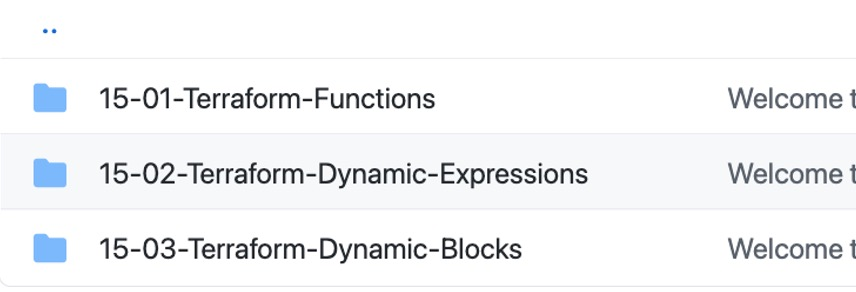 ..
15-01-Terraform-Functions Welcome t
15-02-Terraform-Dynamic-Expressions Welcome t
15-03-Terraform-Dynamic-Blocks Welcome t